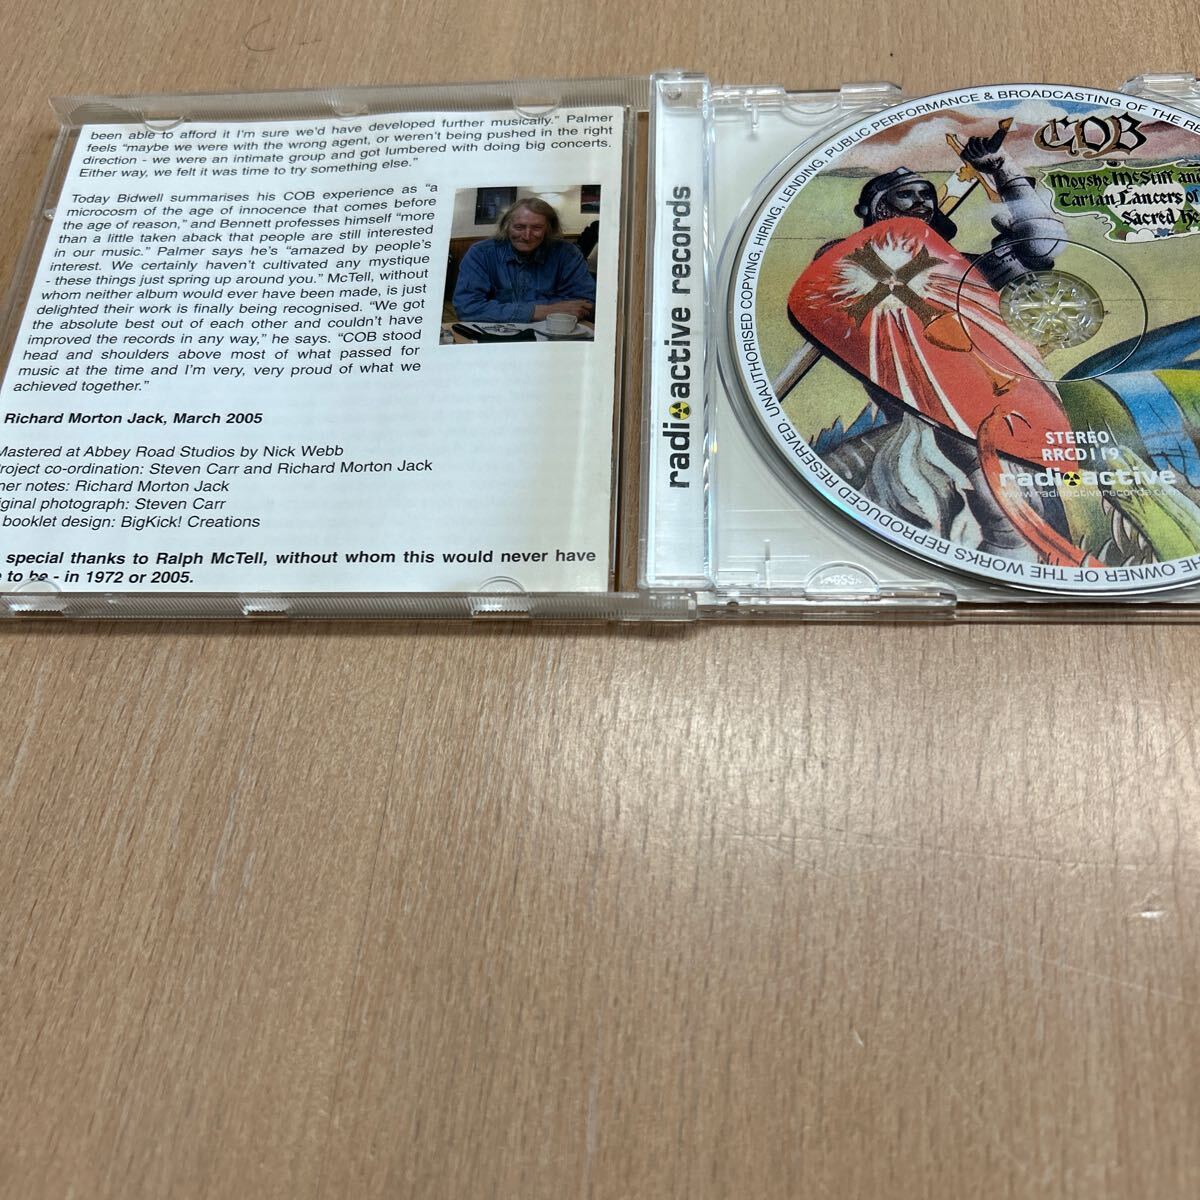 been able to afford it I'm sure we'd have developed further musically.” Palmer
feels “maybe we were with the wrong agent, or weren't being pushed in the right
direction - we were an intimate group and got lumbered with doing big concerts.
Either way, we felt it was time to try something else.”
Today Bidwell summarises his COB experience as “a
microcosm of the age of innocence that comes before
the age of reason,” and Bennett professes himself “more
than a little taken aback that people are still interested
in our music.” Palmer says he's “amazed by people's
interest. We certainly haven't cultivated any mystique
- these things just spring up around you.” McTell, without
whom neither album would ever have been made, is just
delighted their work is finally being recognised. “We got
the absolute best out of each other and couldn't have
improved the records in any way,” he says. “COB stood
head and shoulders above most of what passed for
music at the time and I'm very, very proud of what we
achieved together.”
Richard Morton Jack, March 2005
Mastered at Abbey Road Studios by Nick Webb
roject co-ordination: Steven Carr and Richard Morton Jack
ner notes: Richard Morton Jack
iginal photograph: Steven Carr
booklet design: BigKick! Creations
special thanks to Ralph McTell, without whom this would never have
e to be - in 1972 or 2005.
radioactive records
COB
Moyshe McStiff and
Tartan Lancers of
Sacred He
STEREO
RRCD119
radioactive
www.radioactiverecords.com
THE OWNER OF THE WORKS REPRODUCED RESERVED. UNAUTHORISED COPYING, HIRING, LENDING, PUBLIC PERFORMANCE & BROADCASTING OF THE RE